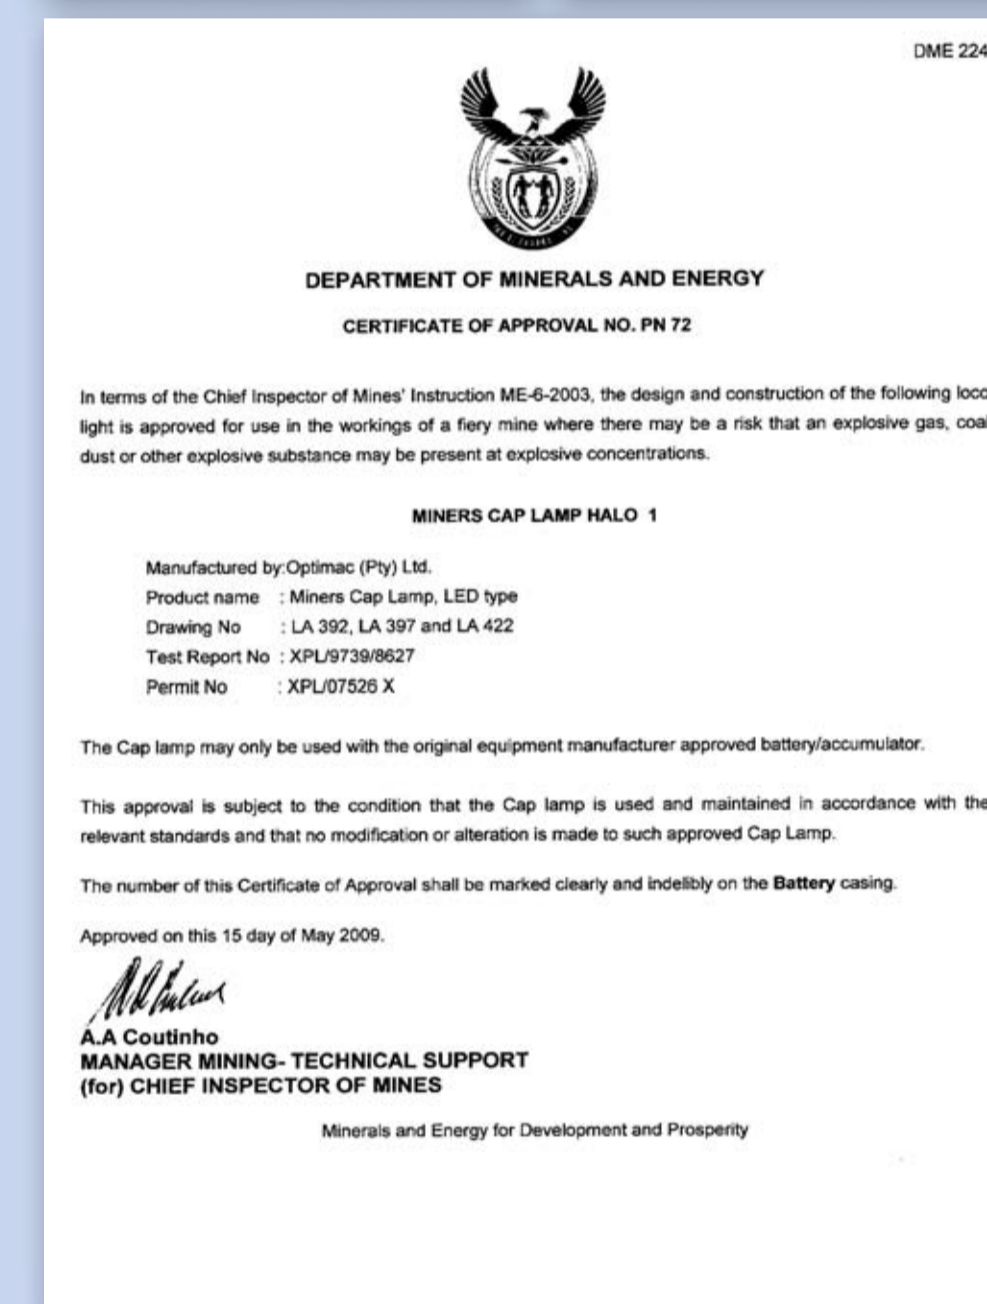 DME 224
DEPARTMENT OF MINERALS AND ENERGY
CERTIFICATE OF APPROVAL NO. PN 72
In terms of the Chief Inspector of Mines' Instruction ME-6-2003, the design and construction of the following loco
light is approved for use in the workings of a fiery mine where there may be a risk that an explosive gas, coal
dust or other explosive substance may be present at explosive concentrations.
MINERS CAP LAMP HALO 1
Manufactured by:Optimac (Pty) Ltd.
Product name : Miners Cap Lamp, LED type
Drawing No : LA 392, LA 397 and LA 422
Test Report No : XPL/9739/8627
Permit No : XPL/07526 X
The Cap lamp may only be used with the original equipment manufacturer approved battery/accumulator.
This approval is subject to the condition that the Cap lamp is used and maintained in accordance with the
relevant standards and that no modification or alteration is made to such approved Cap Lamp.
The number of this Certificate of Approval shall be marked clearly and indelibly on the Battery casing.
Approved on this 15 day of May 2009.
A.A Coutinho
MANAGER MINING- TECHNICAL SUPPORT
(for) CHIEF INSPECTOR OF MINES
Minerals and Energy for Development and Prosperity